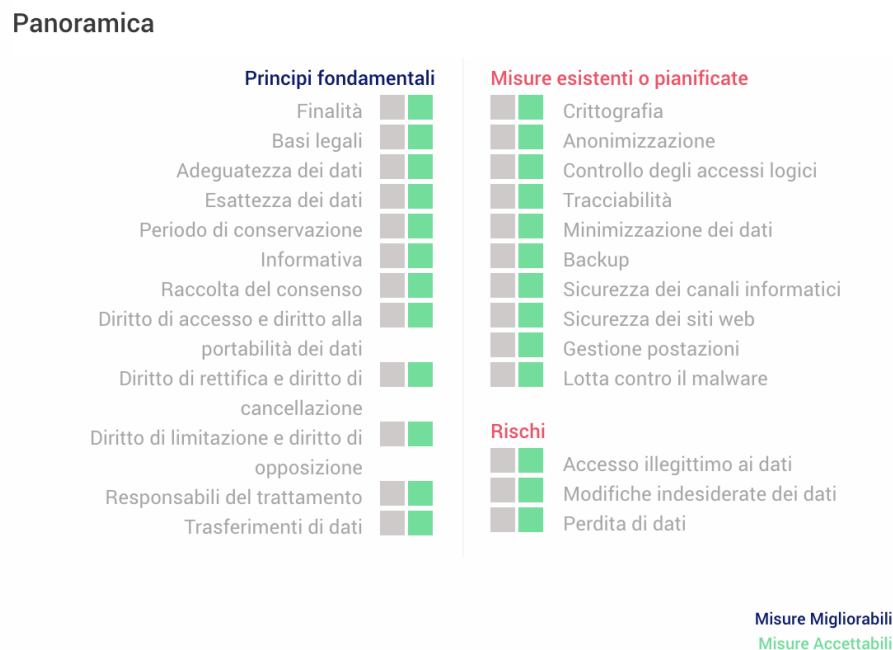 Panoramica
Principi fondamentali
Finalità
Basi legali
Adeguatezza dei dati
Esattezza dei dati
Periodo di conservazione
Informativa
Raccolta del consenso
Diritto di accesso e diritto alla
portabilità dei dati
Diritto di rettifica e diritto di
cancellazione
Diritto di limitazione e diritto di
opposizione
Responsabili del trattamento
Trasferimenti di dati
Misure esistenti o pianificate
Crittografia
Anonimizzazione
Controllo degli accessi logici
Tracciabilità
Minimizzazione dei dati
Backup
Sicurezza dei canali informatici
Sicurezza dei siti web
Gestione postazioni
Lotta contro il malware
Rischi
Accesso illegittimo ai dati
Modifiche indesiderate dei dati
Perdita di dati
Misure Migliorabili
Misure Accettabili